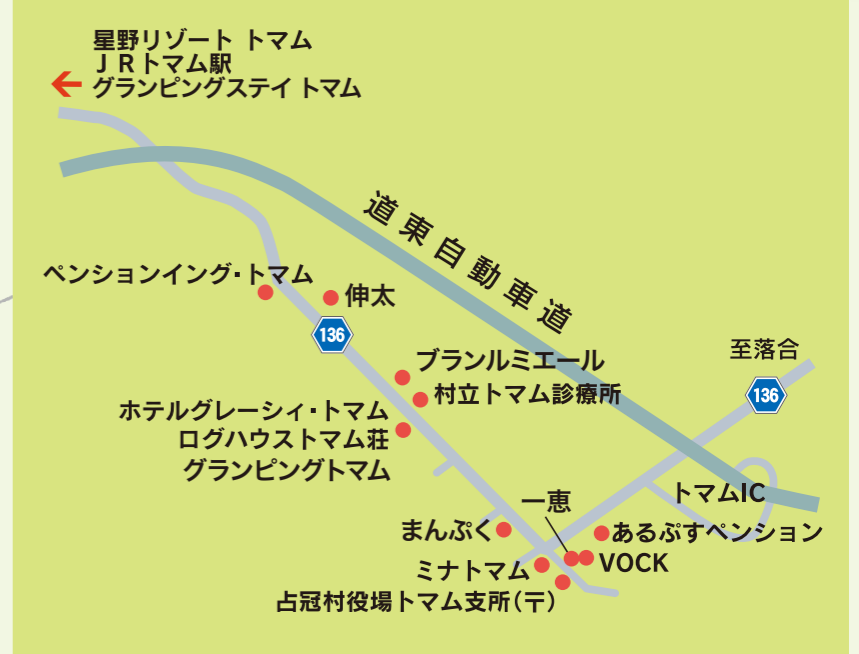 星野リゾート トマム
ＪＲトマム駅
グランピングステイ トマム
道東自動車道
ペンションイング・トマム
伸太
136
ブランルミエール
至落合
村立トマム診療所
136
ホテルグレーシィ・トマム
ログハウストマム荘
グランピングトマム
トマムIC
一恵
まんぷく
あるぷすペンション
VOCK
ミナトマム
占冠村役場トマム支所(〒)